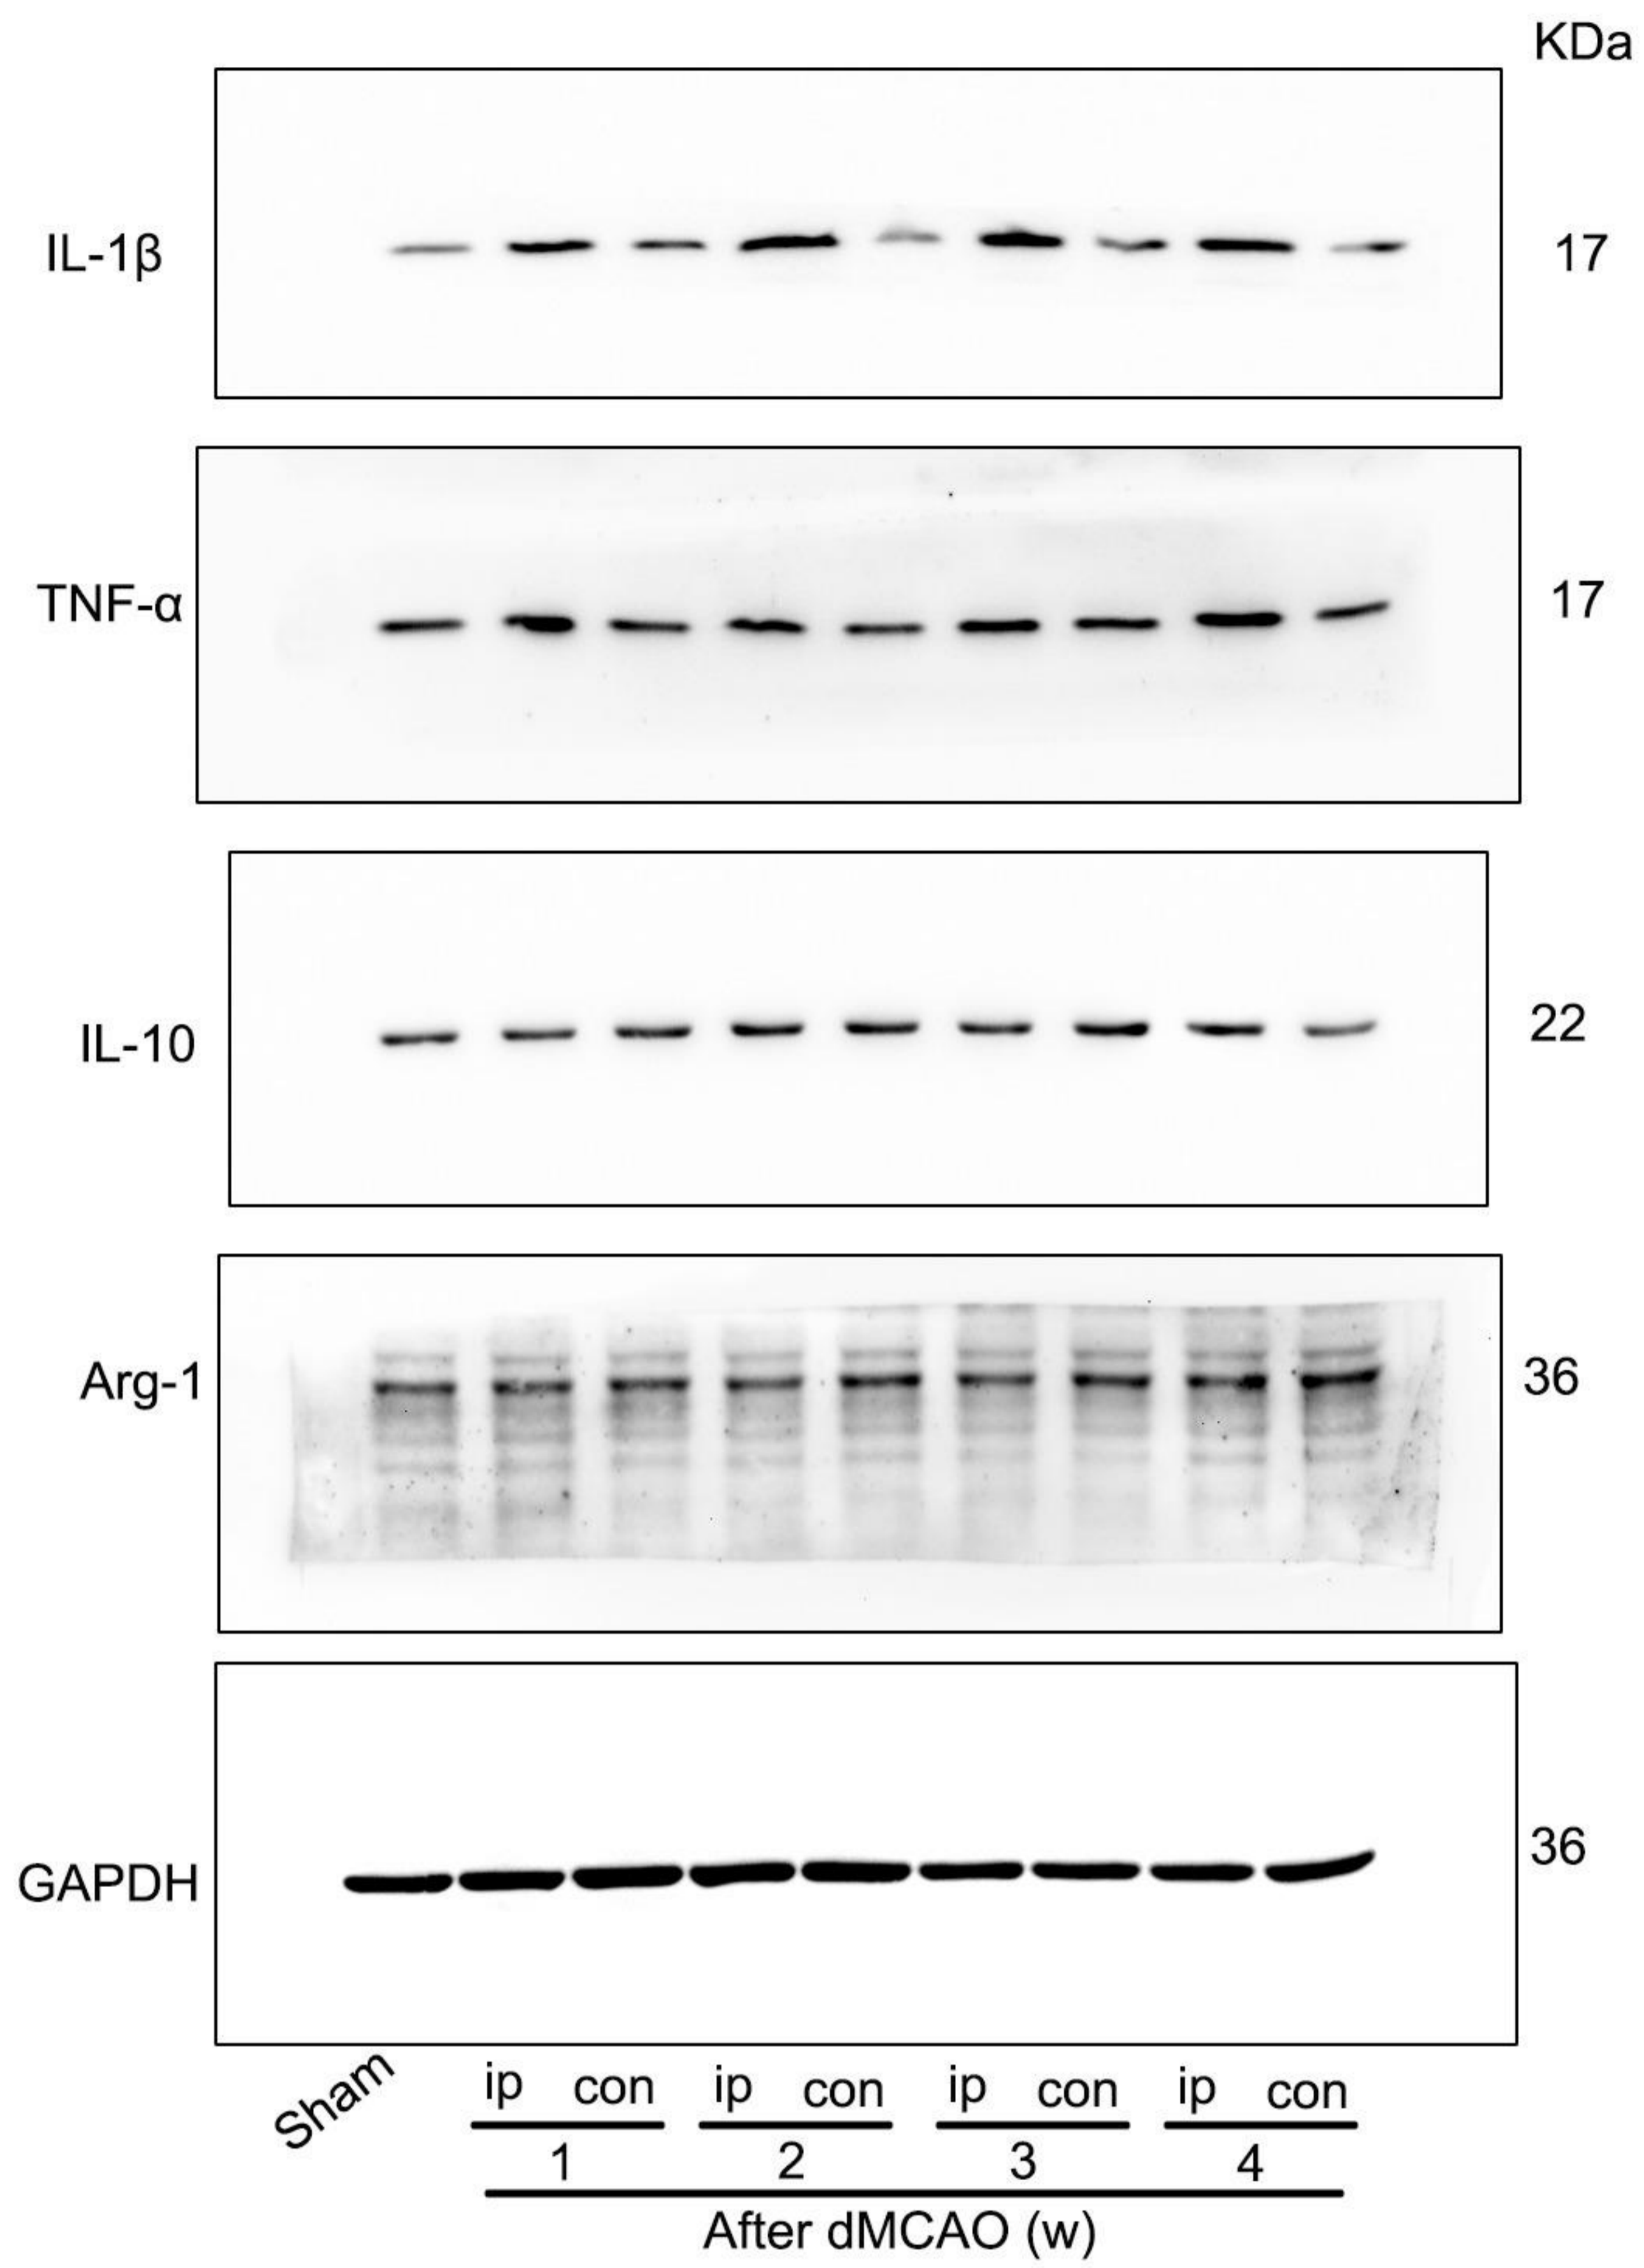 KDa
IL-1β 17
TNF-α 17
IL-10 22
Arg-1 36
GAPDH 36
Sham ip con ip con ip con ip con
1 2 3 4
After dMCAO (w)